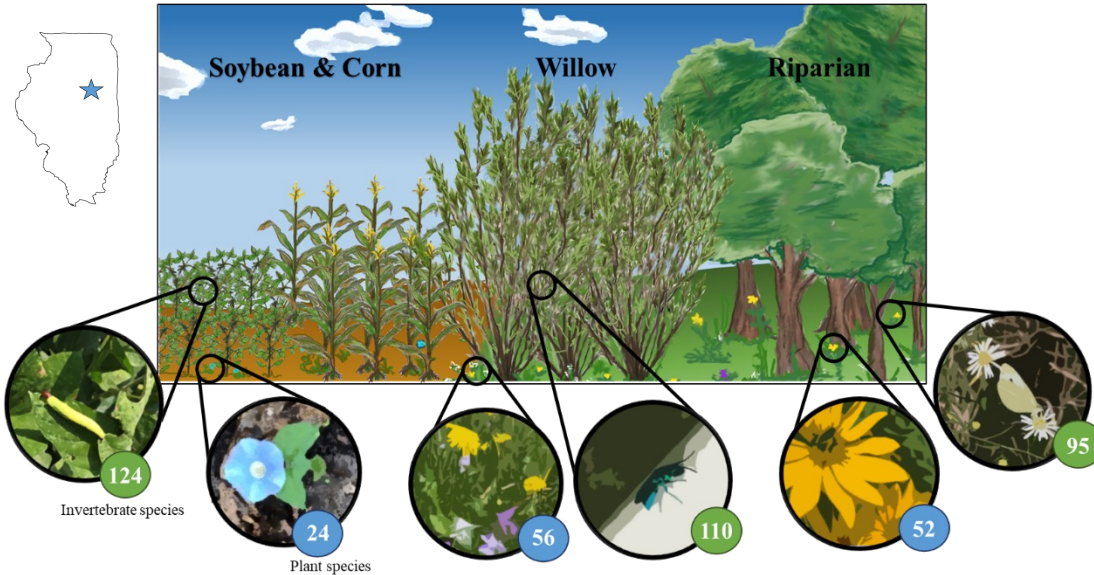 Soybean & Corn
Willow
Riparian
124
Invertebrate species
24
Plant species
56
110
52
95